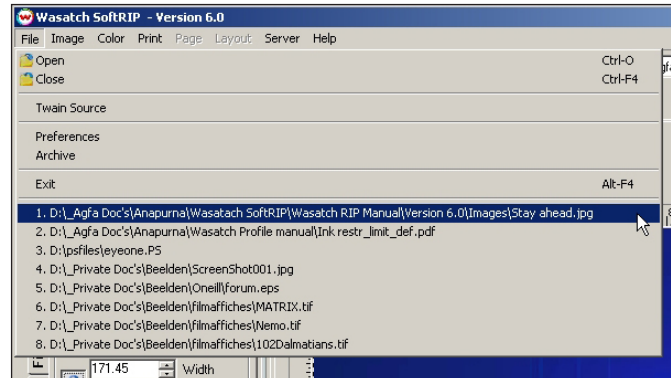 Wasatch SoftRIP - Version 6.0
File Image Color Print Page Layout Server Help
Open Ctrl-O
Close Ctrl-F4
Twain Source
Preferences
Archive
Exit Alt-F4
1. D:\_Agfa Doc's\Anapurna\Wasatach SoftRIP\Wasatch RIP Manual\Version 6.0\Images\Stay ahead.jpg
2. D:\_Agfa Doc's\Anapurna\Wasatch Profile manual\Ink restr_limit_def.pdf
3. D:\psfiles\eyeone.PS
4. D:\_Private Doc's\Beelden\ScreenShot001.jpg
5. D:\_Private Doc's\Beelden\Oneill\forum.eps
6. D:\_Private Doc's\Beelden\filmaffiches\MATRIX.tif
7. D:\_Private Doc's\Beelden\filmaffiches\Nemo.tif
8. D:\_Private Doc's\Beelden\filmaffiches\102Dalmatians.tif
171.45 Width